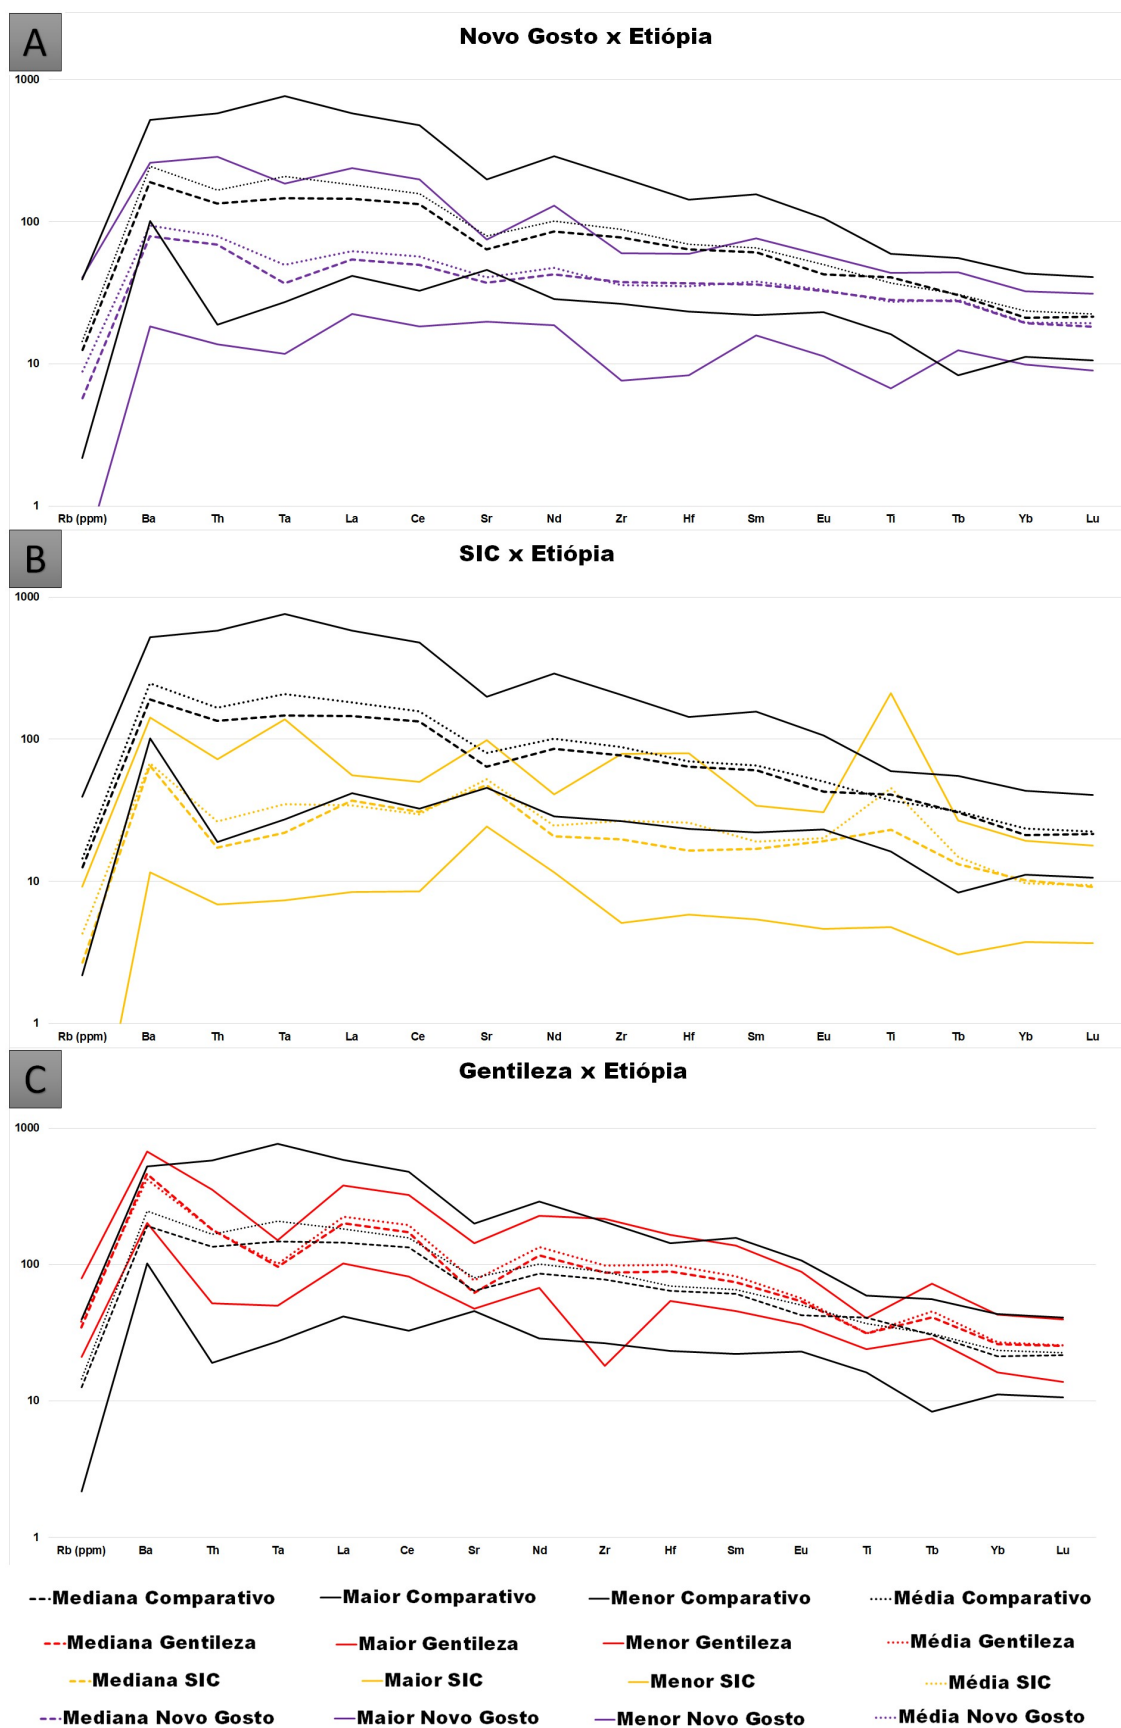 A
Novo Gosto x Etiópia
1000
100
10
1
Rb (ppm) Ba Th Ta La Ce Sr Nd Zr Hf Sm Eu Ti Tb Yb Lu
B
SIC x Etiópia
1000
100
10
1
Rb (ppm) Ba Th Ta La Ce Sr Nd Zr Hf Sm Eu Ti Tb Yb Lu
C
Gentileza x Etiópia
1000
100
10
1
Rb (ppm) Ba Th Ta La Ce Sr Nd Zr Hf Sm Eu Ti Tb Yb Lu
Mediana Comparativo Maior Comparativo Menor Comparativo Média Comparativo
Mediana Gentileza Maior Gentileza Menor Gentileza Média Gentileza
Mediana SIC Maior SIC Menor SIC Média SIC
Mediana Novo Gosto Maior Novo Gosto Menor Novo Gosto Média Novo Gosto